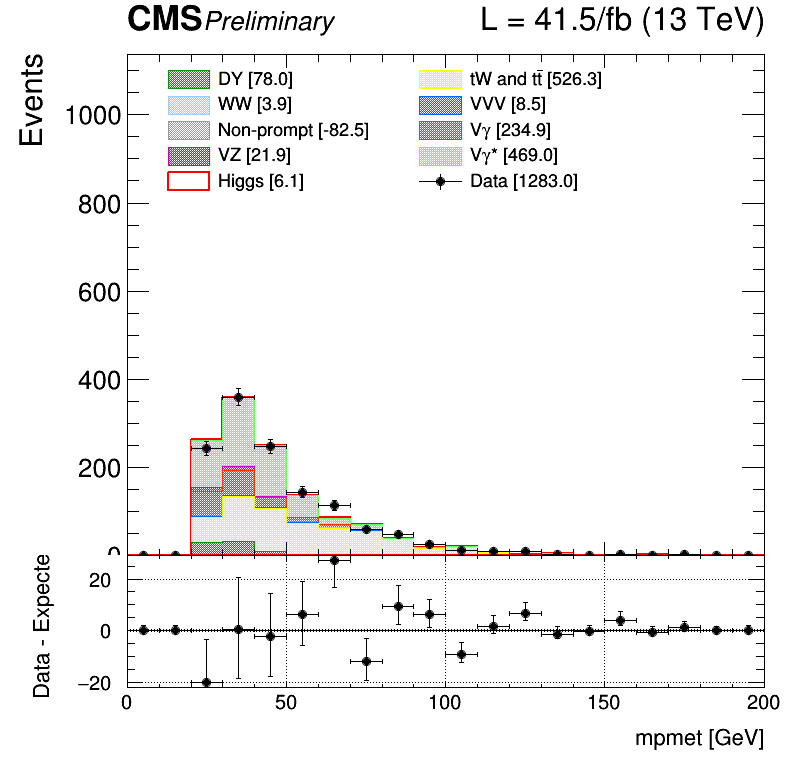 CMS Preliminary L = 41.5/fb (13 TeV)
Events
DY [78.0] tW and tt̄ [526.3]
WW [3.9] VVV [8.5]
Non-prompt [-82.5] Vγ [234.9]
VZ [21.9] Vγ* [469.0]
Higgs [6.1] Data [1283.0]
1000
800
600
400
200
0
Data - Expecte
20
0
−20
0 50 100 150 200
mpmet [GeV]